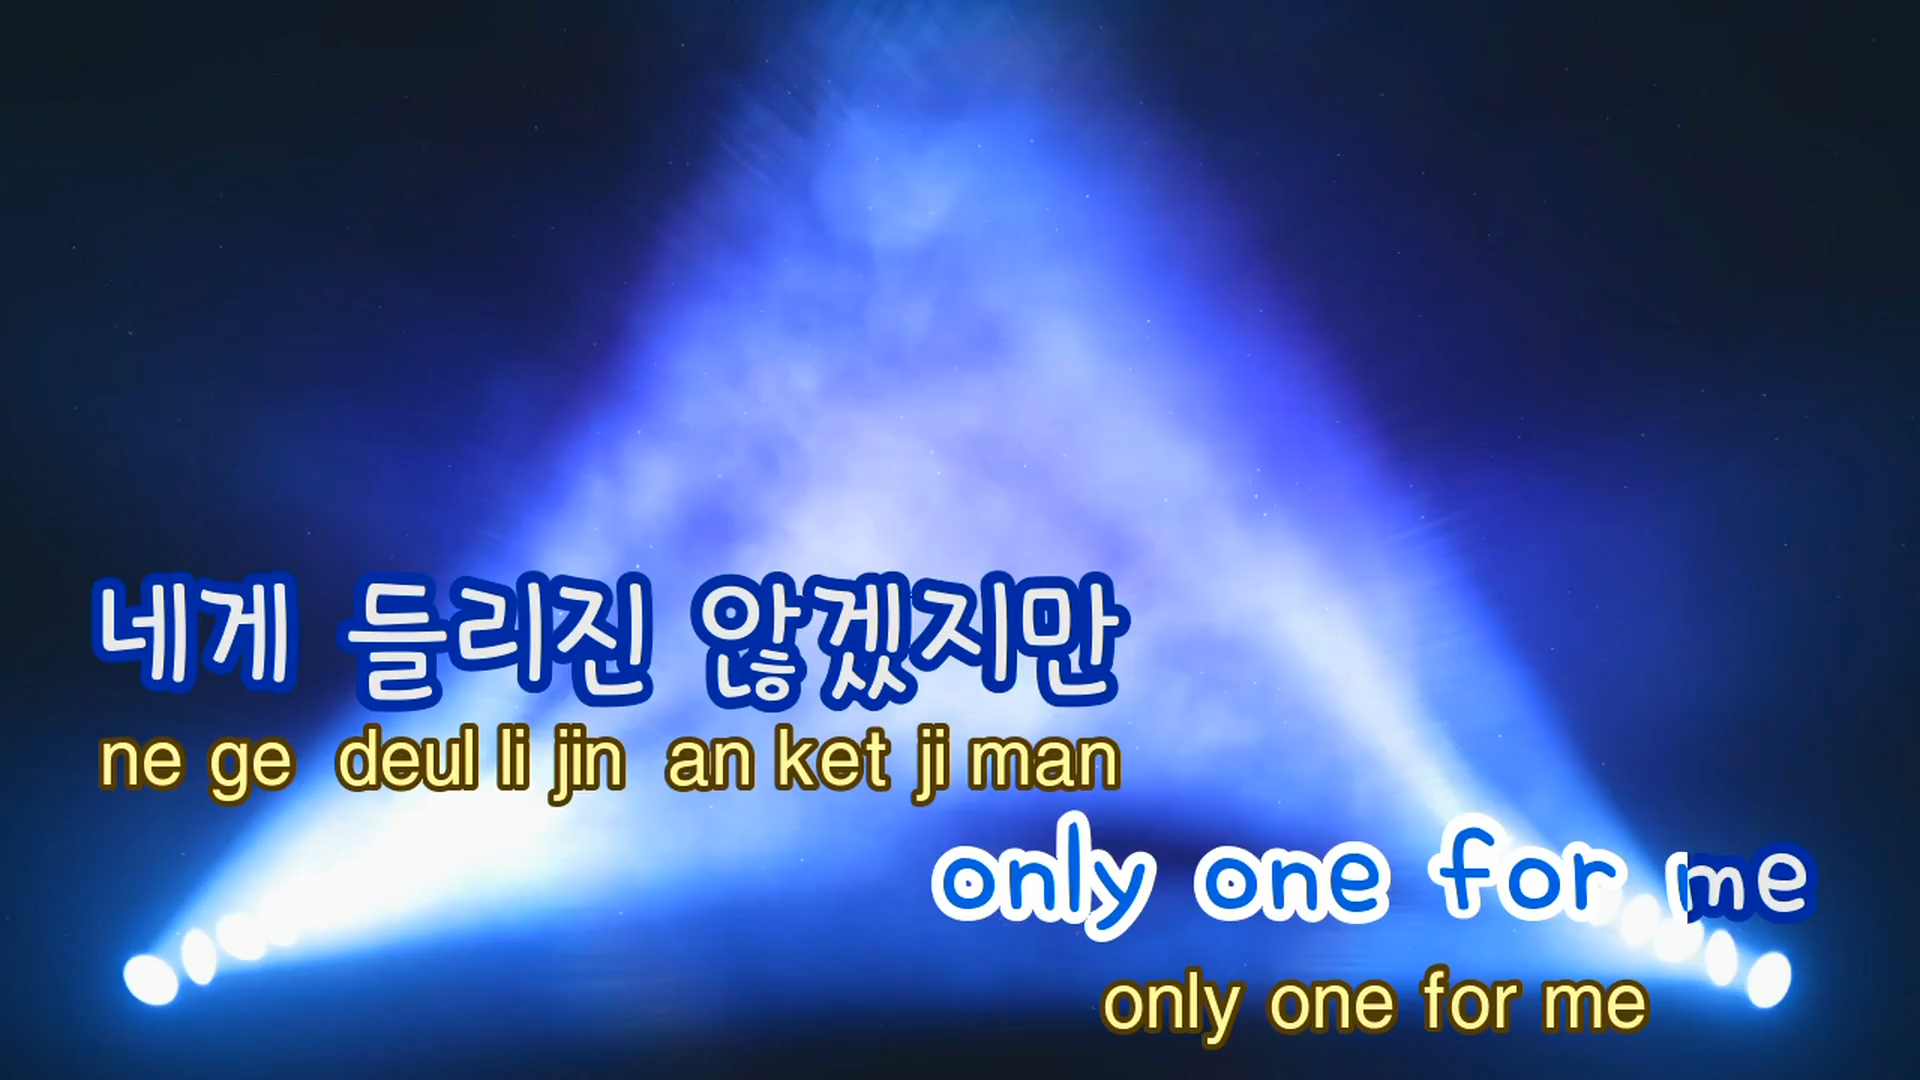 네게 들리진 않겠지만
ne ge deul li jin an ket ji man
only one for me
only one for me